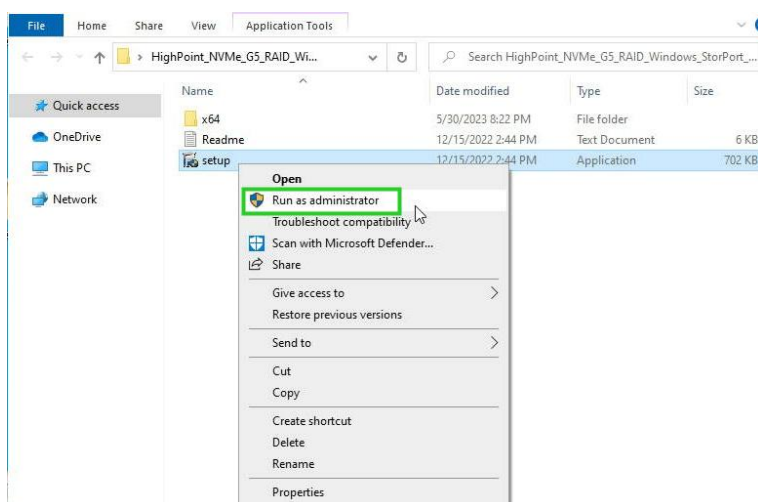 File Home Share View Application Tools
HighPoint_NVMe_G5_RAID_Wi... Search HighPoint_NVMe_G5_RAID_Windows_StorPort_...
Name Date modified Type Size
Quick access
x64 5/30/2023 8:22 PM File folder
OneDrive
Readme 12/15/2022 2:44 PM Text Document 6 KB
This PC
setup 12/15/2022 2:44 PM Application 702 KB
Network
Open
Run as administrator
Troubleshoot compatibility
Scan with Microsoft Defender...
Share
Give access to
Restore previous versions
Send to
Cut
Copy
Create shortcut
Delete
Rename
Properties